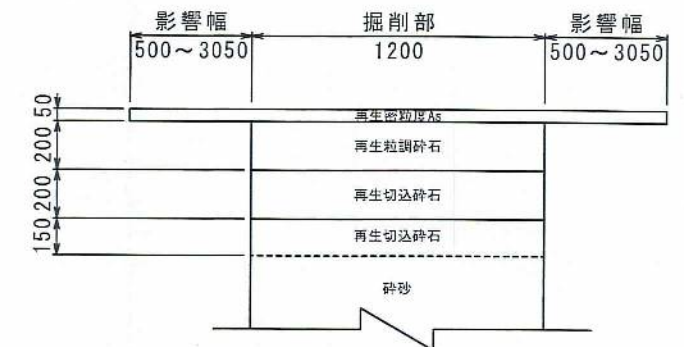 影響幅 掘削部 影響幅
500～3050 1200 500～3050
50 再生密粒度As
200 再生粒調砕石
200 再生切込砕石
150 再生切込砕石
砕砂